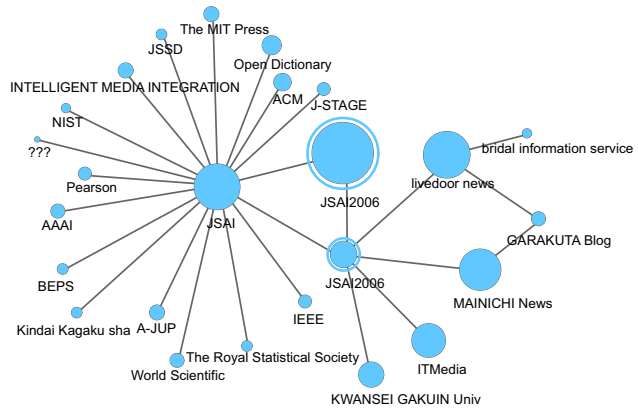 The MIT Press
JSSD
Open Dictionary
INTELLIGENT MEDIA INTEGRATION
ACM
J-STAGE
NIST
???
bridal information service
livedoor news
Pearson
JSAI2006
AAAI
JSAI
GARAKUTA Blog
BEPS
JSAI2006
MAINICHI News
IEEE
Kindai Kagaku sha
A-JUP
The Royal Statistical Society
World Scientific
ITMedia
KWANSEI GAKUIN Univ